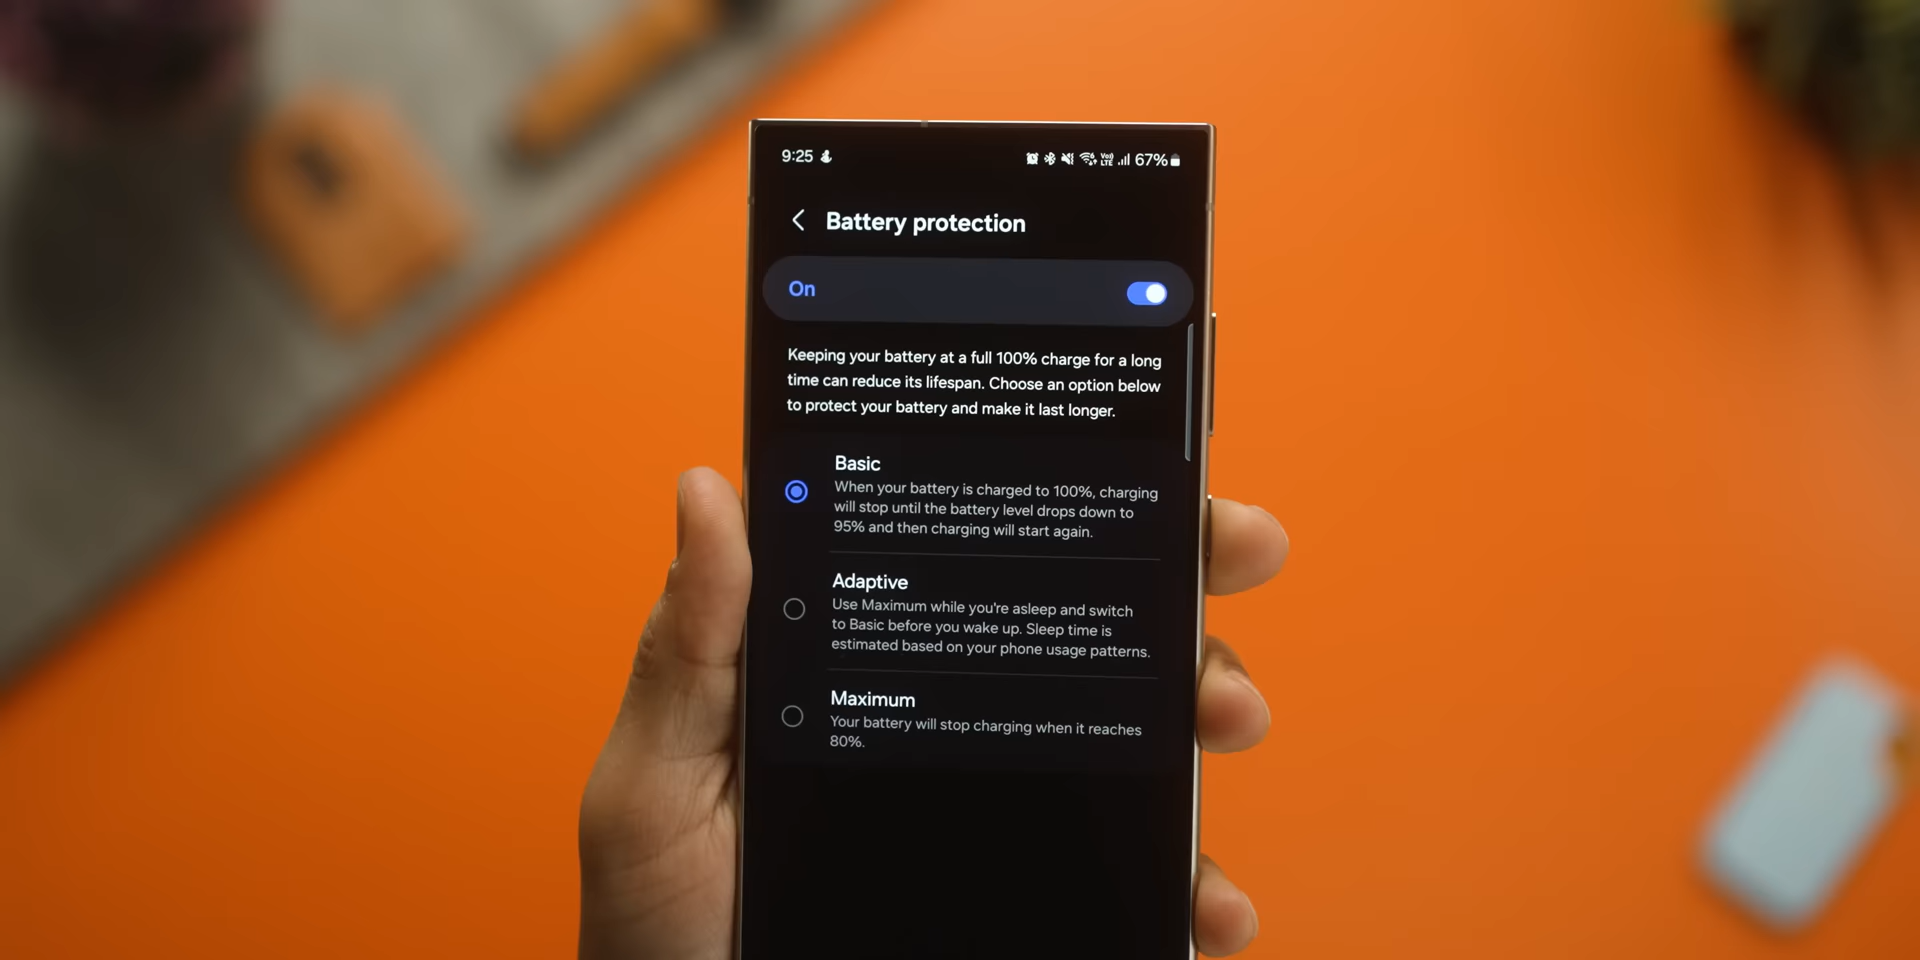 9:25 67%
Battery protection
On
Keeping your battery at a full 100% charge for a long
time can reduce its lifespan. Choose an option below
to protect your battery and make it last longer.
Basic
When your battery is charged to 100%, charging
will stop until the battery level drops down to
95% and then charging will start again.
Adaptive
Use Maximum while you're asleep and switch
to Basic before you wake up. Sleep time is
estimated based on your phone usage patterns.
Maximum
Your battery will stop charging when it reaches
80%.